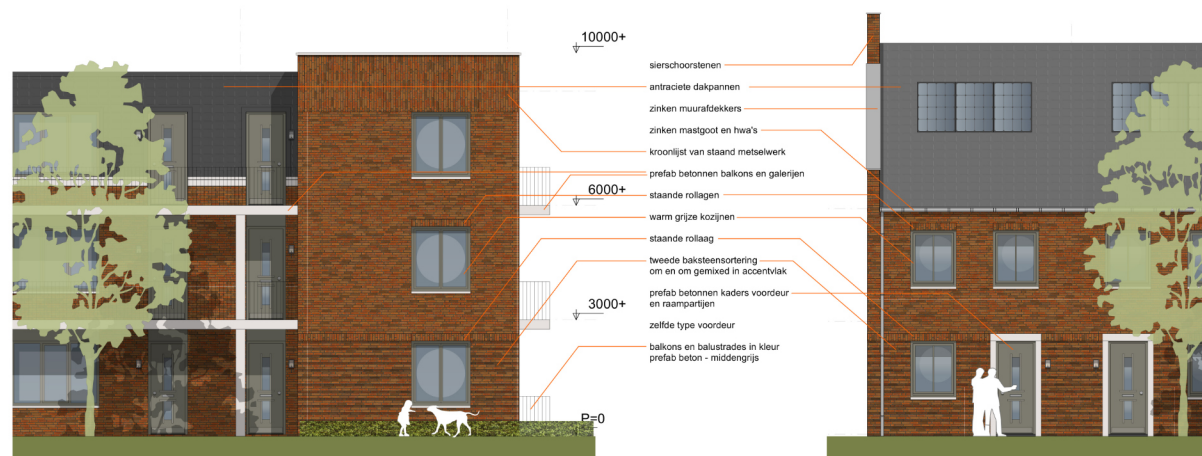 10000+
sierschoorstenen
antraciete dakpannen
zinken muurafdekkers
zinken mastgoot en hwa's
kroonlijst van staand metselwerk
prefab betonnen balkons en galerijen
6000+
staande rollagen
warm grijze kozijnen
staande rollaag
tweede baksteensortering
om en om gemixed in accentvlak
prefab betonnen kaders voordeur
en raampartijen
3000+
zelfde type voordeur
balkons en balustrades in kleur
prefab beton - middengrijs
P=0